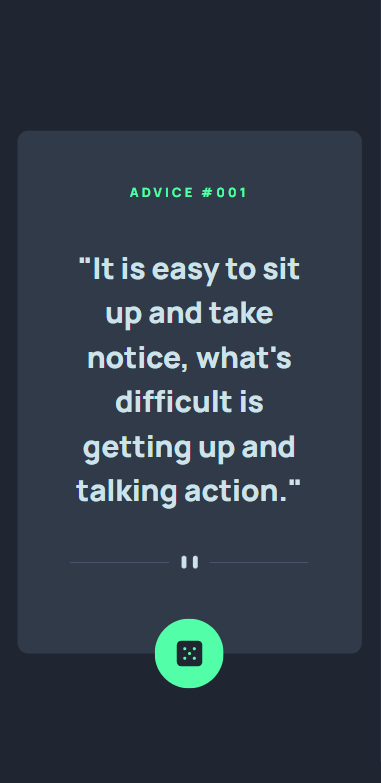 ADVICE #001
"It is easy to sit
up and take
notice, what's
difficult is
getting up and
talking action."